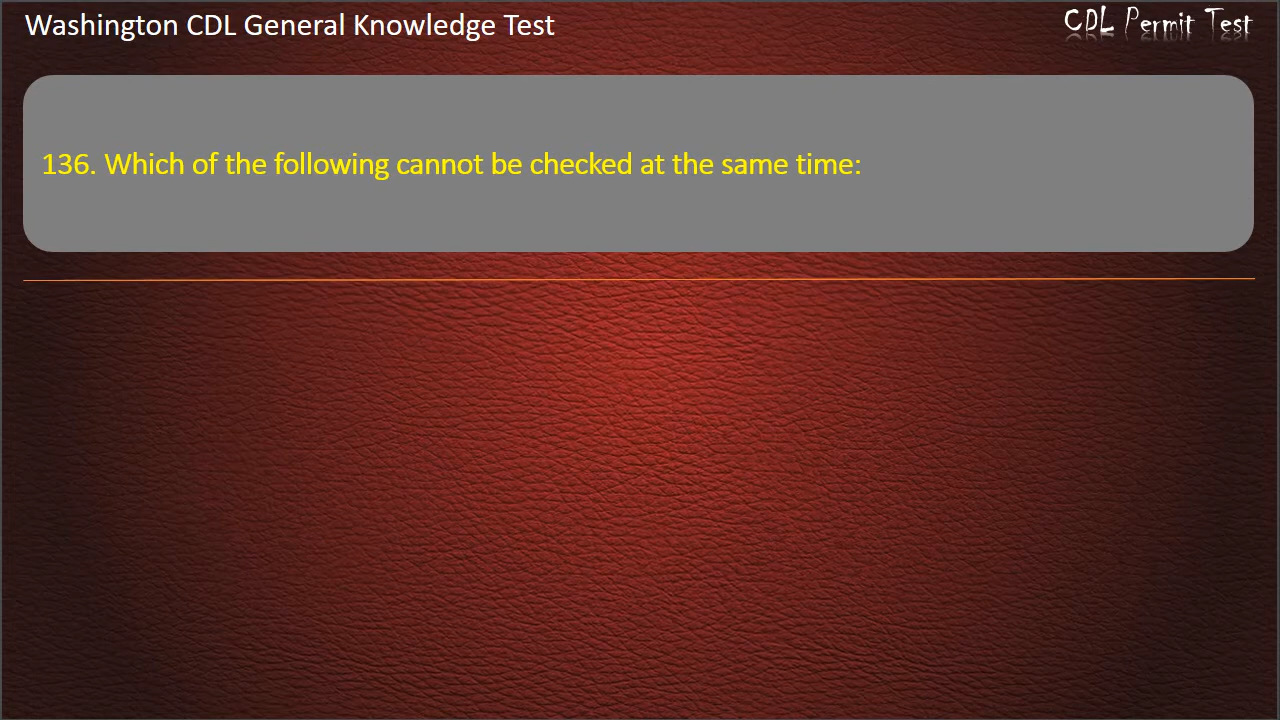 Washington CDL General Knowledge Test
CDL Permit Test
136. Which of the following cannot be checked at the same time: